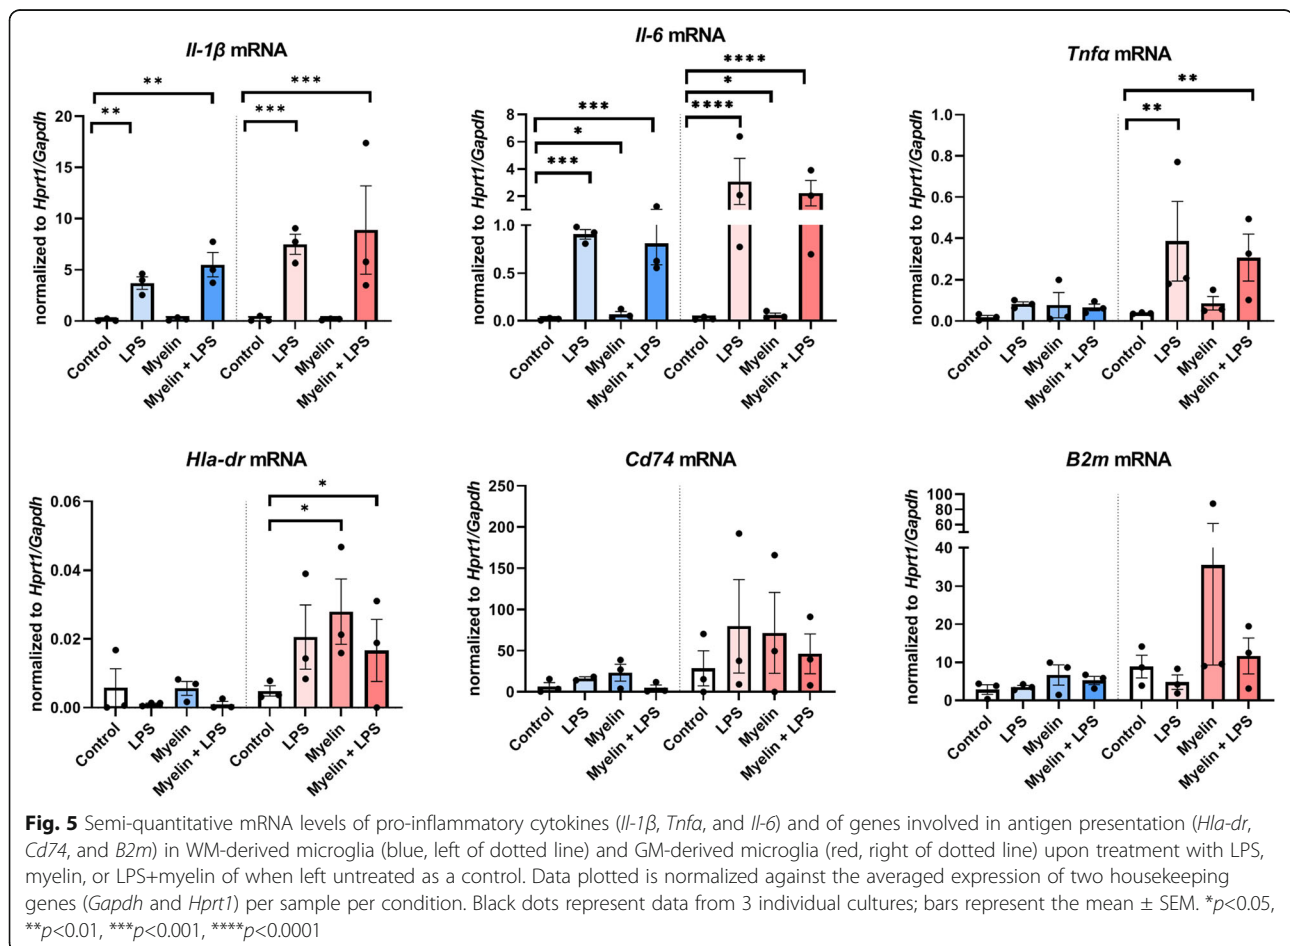 Il-1β mRNA
normalized to Hprt1/Gapdh
20
15
10
5
0
**
**
***
***
Control
LPS
Myelin
Myelin + LPS
Control
LPS
Myelin
Myelin + LPS
Il-6 mRNA
normalized to Hprt1/Gapdh
8
6
4
2
1.0
0.5
0.0
***
*
***
****
*
****
Control
LPS
Myelin
Myelin + LPS
Control
LPS
Myelin
Myelin + LPS
Tnfα mRNA
normalized to Hprt1/Gapdh
1.0
0.8
0.6
0.4
0.2
0.0
**
**
Control
LPS
Myelin
Myelin + LPS
Control
LPS
Myelin
Myelin + LPS
Hla-dr mRNA
normalized to Hprt1/Gapdh
0.06
0.04
0.02
0.00
*
*
Control
LPS
Myelin
Myelin + LPS
Control
LPS
Myelin
Myelin + LPS
Cd74 mRNA
normalized to Hprt1/Gapdh
250
200
150
100
50
0
Control
LPS
Myelin
Myelin + LPS
Control
LPS
Myelin
Myelin + LPS
B2m mRNA
normalized to Hprt1/Gapdh
100
80
60
40
30
20
10
0
Control
LPS
Myelin
Myelin + LPS
Control
LPS
Myelin
Myelin + LPS
Fig. 5 Semi-quantitative mRNA levels of pro-inflammatory cytokines (Il-1β, Tnfα, and Il-6) and of genes involved in antigen presentation (Hla-dr,
Cd74, and B2m) in WM-derived microglia (blue, left of dotted line) and GM-derived microglia (red, right of dotted line) upon treatment with LPS,
myelin, or LPS+myelin of when left untreated as a control. Data plotted is normalized against the averaged expression of two housekeeping
genes (Gapdh and Hprt1) per sample per condition. Black dots represent data from 3 individual cultures; bars represent the mean ± SEM. *p<0.05,
**p<0.01, ***p<0.001, ****p<0.0001